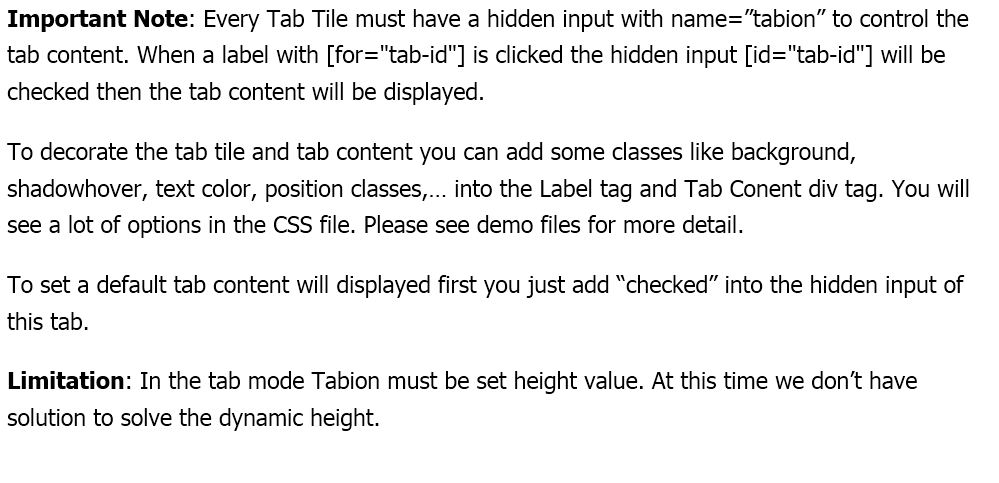 Important Note: Every Tab Tile must have a hidden input with name=”tabion” to control the
tab content. When a label with [for="tab-id"] is clicked the hidden input [id="tab-id"] will be
checked then the tab content will be displayed.
To decorate the tab tile and tab content you can add some classes like background,
shadowhover, text color, position classes,… into the Label tag and Tab Conent div tag. You will
see a lot of options in the CSS file. Please see demo files for more detail.
To set a default tab content will displayed first you just add “checked” into the hidden input of
this tab.
Limitation: In the tab mode Tabion must be set height value. At this time we don’t have
solution to solve the dynamic height.